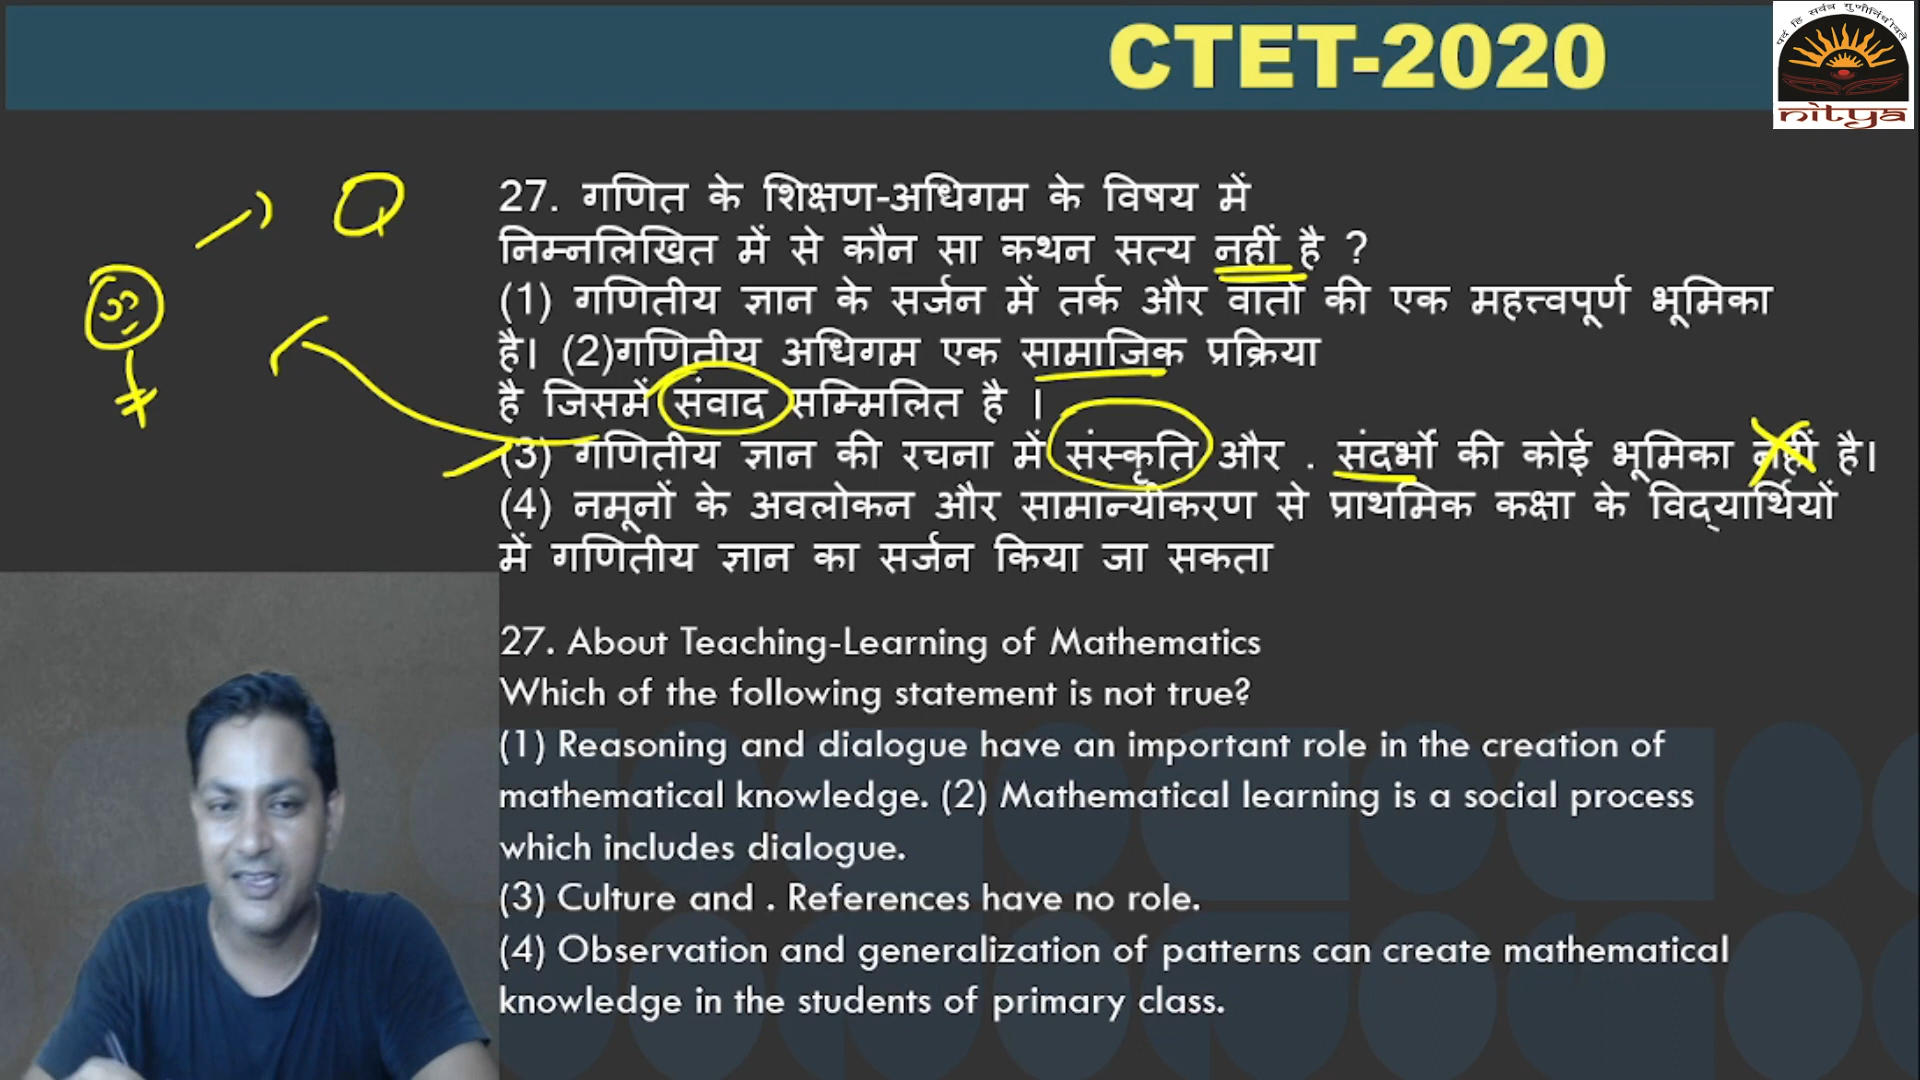 CTET-2020
nitya
Q
27. गणित के शिक्षण-अधिगम के विषय में
निम्नलिखित में से कौन सा कथन सत्य नहीं है ?
(1) गणितीय ज्ञान के सर्जन में तर्क और वार्ता की एक महत्त्वपूर्ण भूमिका
है। (2)गणितीय अधिगम एक सामाजिक प्रक्रिया
है जिसमें संवाद सम्मिलित है ।
(3) गणितीय ज्ञान की रचना में संस्कृति और . संदर्भो की कोई भूमिका नहीं है।
(4) नमूनों के अवलोकन और सामान्यीकरण से प्राथमिक कक्षा के विद्यार्थियों
में गणितीय ज्ञान का सर्जन किया जा सकता
27. About Teaching-Learning of Mathematics
Which of the following statement is not true?
(1) Reasoning and dialogue have an important role in the creation of
mathematical knowledge. (2) Mathematical learning is a social process
which includes dialogue.
(3) Culture and . References have no role.
(4) Observation and generalization of patterns can create mathematical
knowledge in the students of primary class.